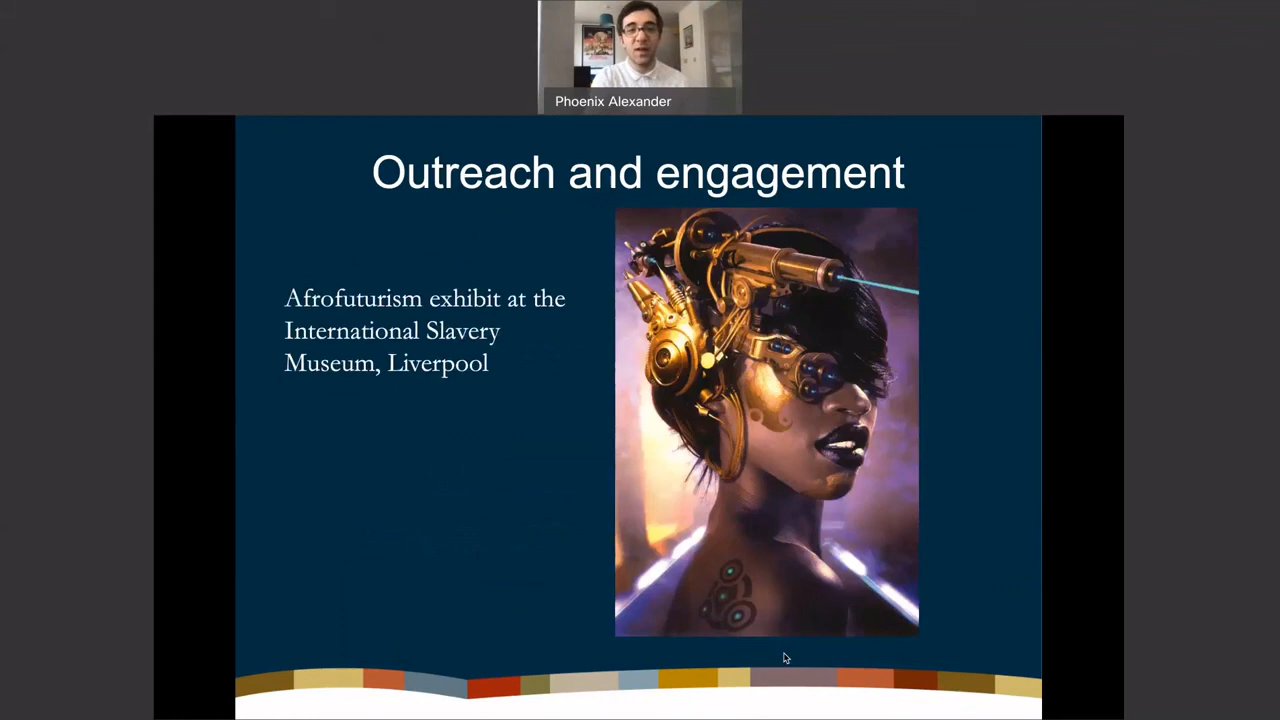 Phoenix Alexander
Outreach and engagement
Afrofuturism exhibit at the
International Slavery
Museum, Liverpool